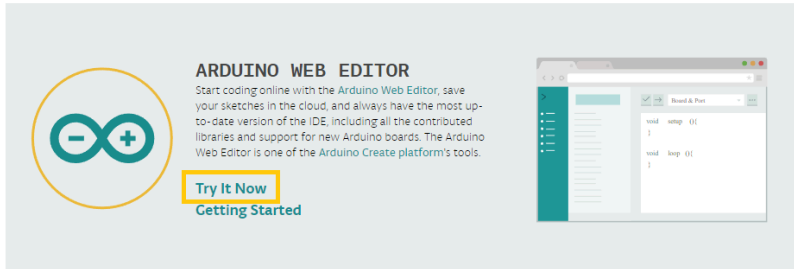 ARDUINO WEB EDITOR
Start coding online with the Arduino Web Editor, save
your sketches in the cloud, and always have the most up-
to-date version of the IDE, including all the contributed
libraries and support for new Arduino boards. The Arduino
Web Editor is one of the Arduino Create platform's tools.
Try It Now
Getting Started
Board & Port
void setup (){
}
void loop (){
}